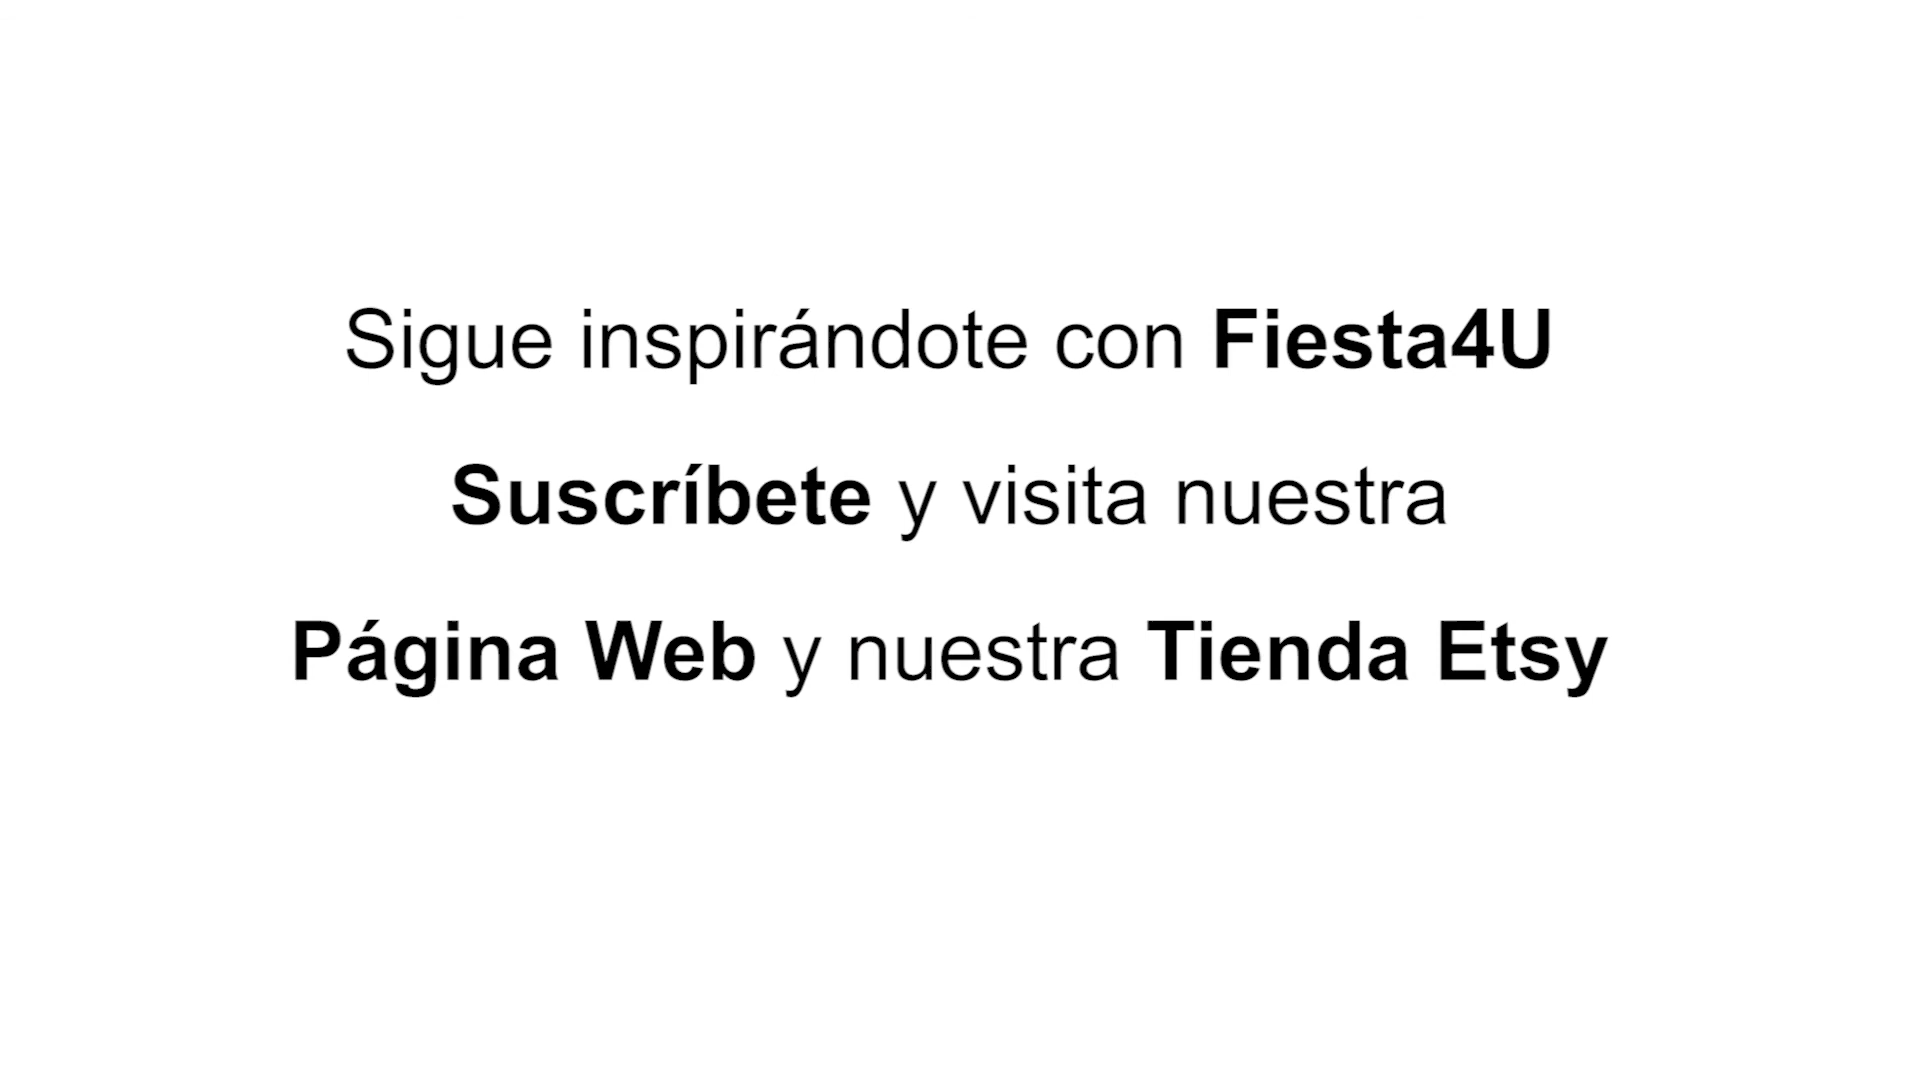 Sigue inspirándote con Fiesta4U
Suscríbete y visita nuestra
Página Web y nuestra Tienda Etsy